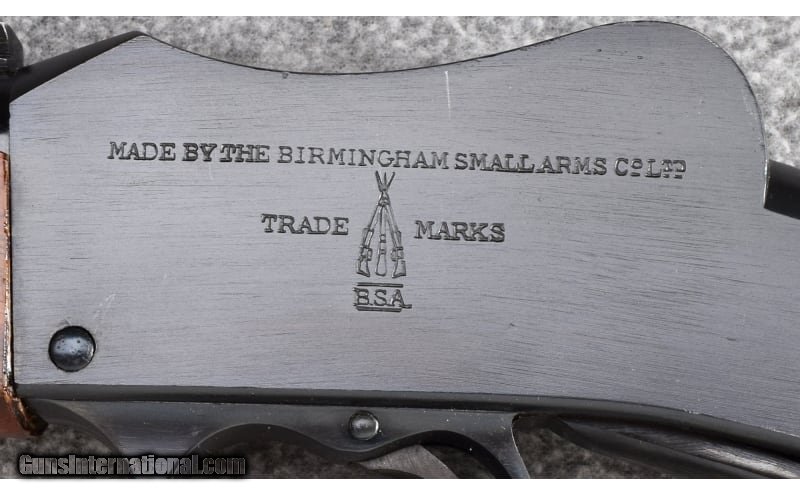 MADE BY THE BIRMINGHAM SMALL ARMS Co LTD
TRADE MARKS
B.S.A.
GunsInternational.com